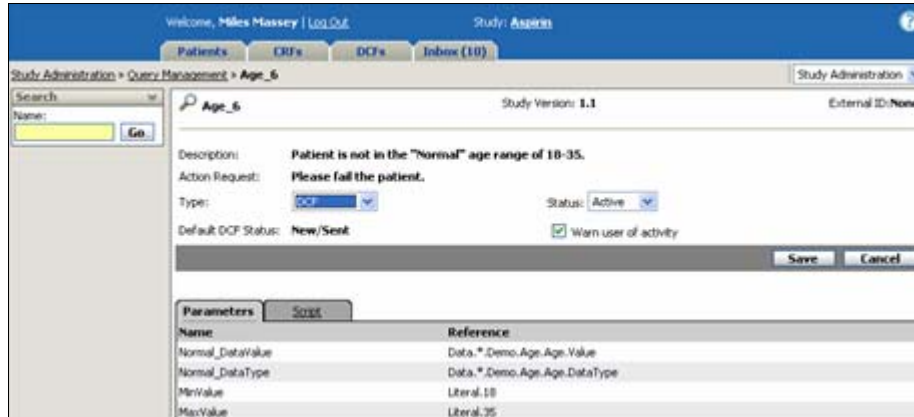 Welcome, Miles Massey | Log Out Study: Aspirin ?
Patients CRFs DCFs Inbox (10)
Study Administration » Query Management » Age_6 Study Administration
Search
Name:
Go
Age_6 Study Version: 1.1 External ID: None
Description: Patient is not in the "Normal" age range of 18-35.
Action Request: Please fail the patient.
Type: DCF Status: Active
Default DCF Status: New/Sent Warn user of activity
Save Cancel
Parameters Script
Name Reference
Normal_DataValue Data.*.Demo.Age.Age.Value
Normal_DataType Data.*.Demo.Age.Age.DataType
MinValue Literal.18
MaxValue Literal.35